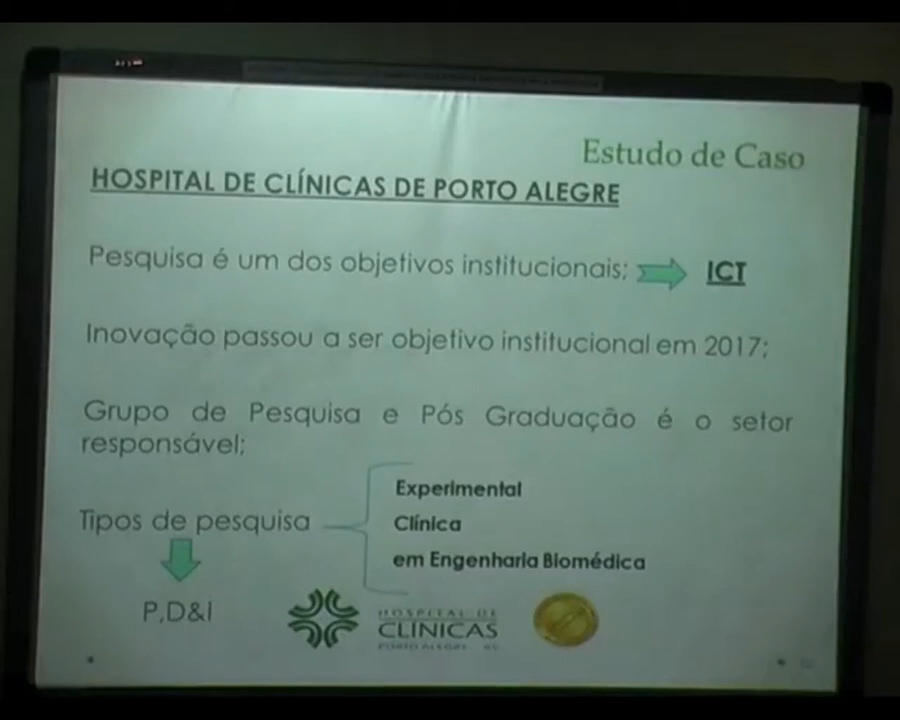 Estudo de Caso
HOSPITAL DE CLÍNICAS DE PORTO ALEGRE
Pesquisa é um dos objetivos institucionais; ICT
Inovação passou a ser objetivo institucional em 2017;
Grupo de Pesquisa e Pós Graduação é o setor
responsável;
Experimental
Clínica
Tipos de pesquisa
em Engenharia Biomédica
P,D&I
HOSPITAL DE
CLÍNICAS
PORTO ALEGRE RS